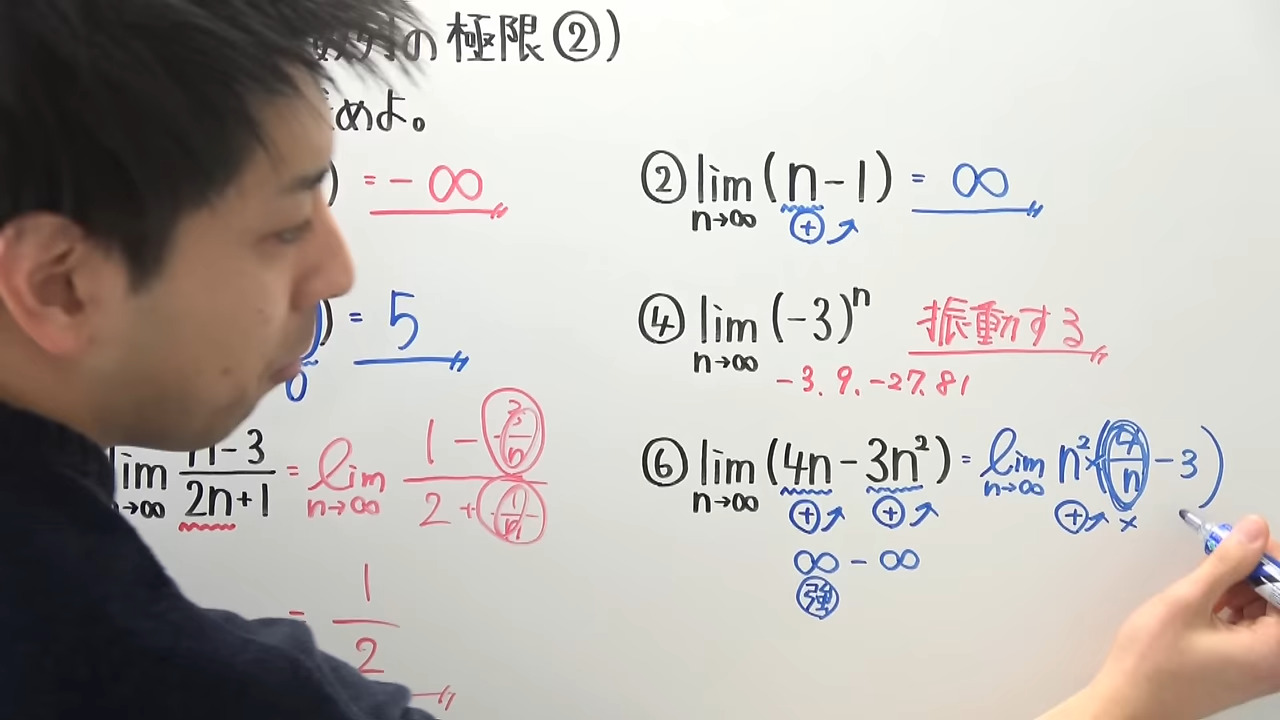 の極限②)
めよ。
) = - ∞
② lim (n-1) = ∞
n→∞
⊕
) = 5
0
④ lim (-3)ⁿ 振動する
n→∞
-3, 9, -27, 81
lim n-3/2n+1 = lim 1 - 3/n / 2 + 1/n
n→∞ n→∞
= 1/2
⑥ lim (4n-3n²) = lim n²×(4/n - 3)
n→∞ n→∞
⊕ ⊕ ⊕ ×
∞ - ∞
強